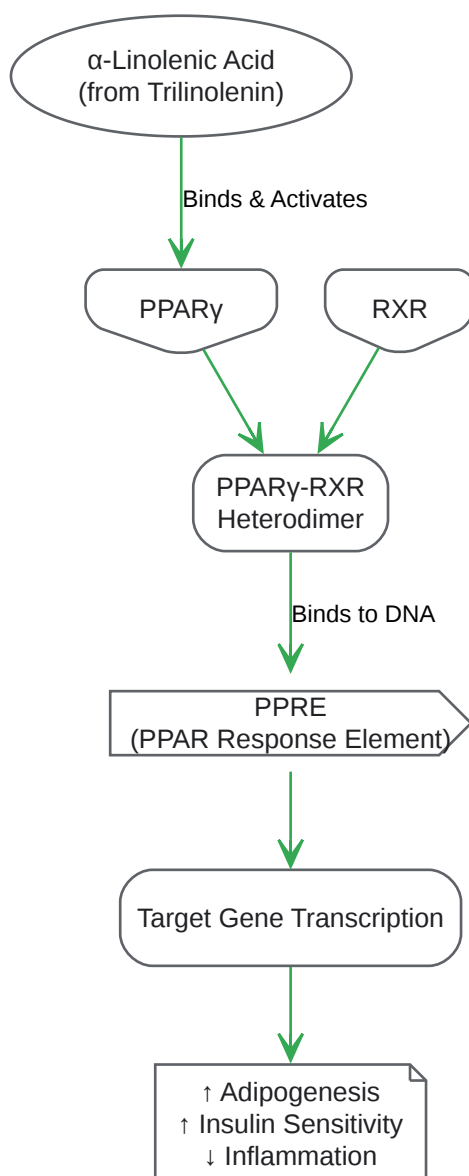 α-Linolenic Acid
(from Trilinolenin)
Binds & Activates
PPARγ
RXR
PPARγ-RXR
Heterodimer
Binds to DNA
PPRE
(PPAR Response Element)
Target Gene Transcription
↑ Adipogenesis
↑ Insulin Sensitivity
↓ Inflammation